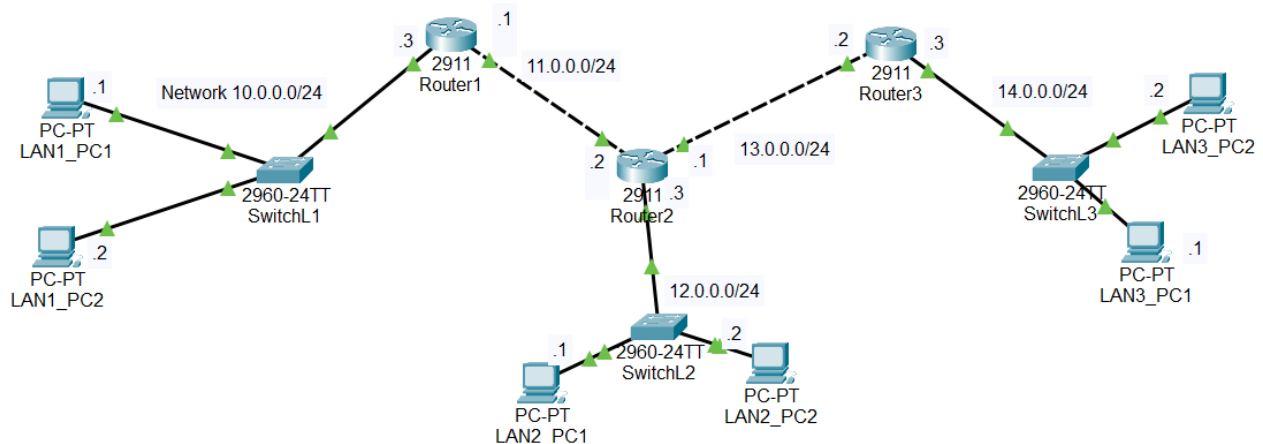 .1
.3
2911
Router1
11.0.0.0/24
.2
.3
2911
Router3
.1
Network 10.0.0.0/24
PC-PT
LAN1_PC1
14.0.0.0/24
.2
PC-PT
LAN3_PC2
2960-24TT
SwitchL1
.2
.1
13.0.0.0/24
2911
.3
Router2
2960-24TT
SwitchL3
.2
PC-PT
LAN1_PC2
.1
PC-PT
LAN3_PC1
12.0.0.0/24
.1
.2
2960-24TT
SwitchL2
PC-PT
LAN2_PC1
PC-PT
LAN2_PC2